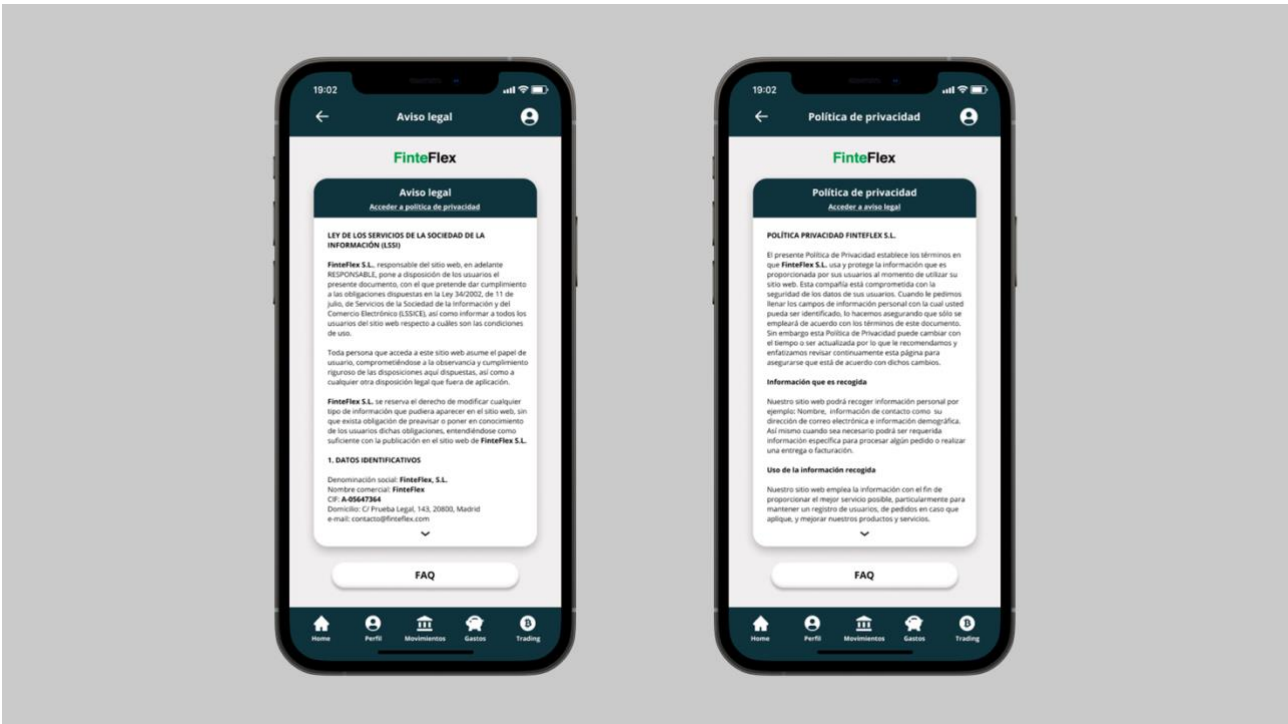 19:02
Aviso legal
FinteFlex
Aviso legal
Acceder a política de privacidad
LEY DE LOS SERVICIOS DE LA SOCIEDAD DE LA
INFORMACIÓN (LSSI)
FinteFlex S.L., responsable del sitio web, en adelante
RESPONSABLE, pone a disposición de los usuarios el
presente documento, con el que pretende dar cumplimiento
a las obligaciones dispuestas en la Ley 34/2002, de 11 de
julio, de Servicios de la Sociedad de la Información y del
Comercio Electrónico (LSSICE), así como informar a todos los
usuarios del sitio web respecto a cuáles son las condiciones
de uso.
Toda persona que acceda a este sitio web asume el papel de
usuario, comprometiéndose a la observancia y cumplimiento
riguroso de las disposiciones aquí dispuestas, así como a
cualquier otra disposición legal que fuera de aplicación.
FinteFlex S.L. se reserva el derecho de modificar cualquier
tipo de información que pudiera aparecer en el sitio web, sin
que exista obligación de preavisar o poner en conocimiento
de los usuarios dichas obligaciones, entendiéndose como
suficiente con la publicación en el sitio web de FinteFlex S.L.
1. DATOS IDENTIFICATIVOS
Denominación social: FinteFlex, S.L.
Nombre comercial: FinteFlex
CIF: A-05647364
Domicilio: C/ Prueba Legal, 143, 20800, Madrid
e-mail: contacto@finteflex.com
FAQ
Home Perfil Movimientos Gastos Trading
19:02
Política de privacidad
FinteFlex
Política de privacidad
Acceder a aviso legal
POLÍTICA PRIVACIDAD FINTEFLEX S.L.
El presente Política de Privacidad establece los términos en
que FinteFlex S.L. usa y protege la información que es
proporcionada por sus usuarios al momento de utilizar su
sitio web. Esta compañía está comprometida con la
seguridad de los datos de sus usuarios. Cuando le pedimos
llenar los campos de información personal con la cual usted
pueda ser identificado, lo hacemos asegurando que sólo se
empleará de acuerdo con los términos de este documento.
Sin embargo esta Política de Privacidad puede cambiar con
el tiempo o ser actualizada por lo que le recomendamos y
enfatizamos revisar continuamente esta página para
asegurarse que está de acuerdo con dichos cambios.
Información que es recogida
Nuestro sitio web podrá recoger información personal por
ejemplo: Nombre, información de contacto como su
dirección de correo electrónica e información demográfica.
Así mismo cuando sea necesario podrá ser requerida
información específica para procesar algún pedido o realizar
una entrega o facturación.
Uso de la información recogida
Nuestro sitio web emplea la información con el fin de
proporcionar el mejor servicio posible, particularmente para
mantener un registro de usuarios, de pedidos en caso que
aplique, y mejorar nuestros productos y servicios.
FAQ
Home Perfil Movimientos Gastos Trading